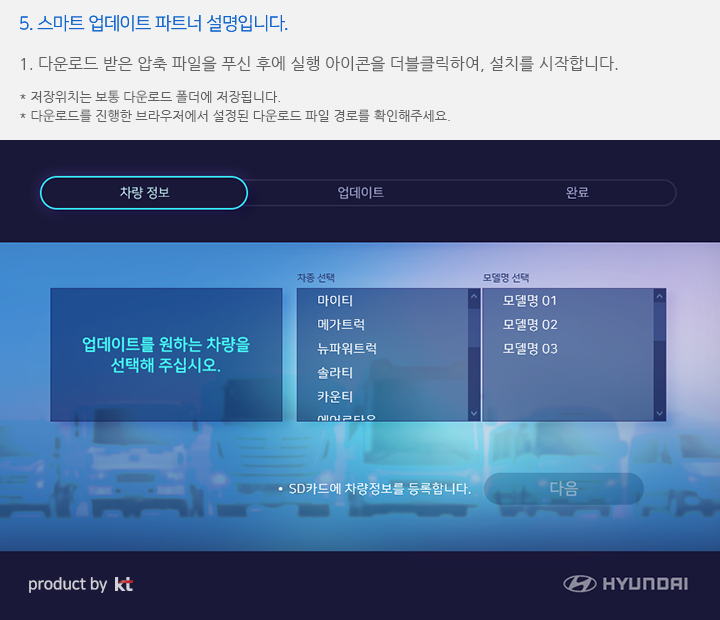 5. 스마트 업데이트 파트너 설명입니다.
1. 다운로드 받은 압축 파일을 푸신 후에 실행 아이콘을 더블클릭하여, 설치를 시작합니다.
* 저장위치는 보통 다운로드 폴더에 저장됩니다.
* 다운로드를 진행한 브라우저에서 설정된 다운로드 파일 경로를 확인해주세요.
차량 정보
업데이트
완료
업데이트를 원하는 차량을
선택해 주십시오.
차종 선택
마이티
메가트럭
뉴파워트럭
솔라티
카운티
모델명 선택
모델명 01
모델명 02
모델명 03
• SD카드에 차량정보를 등록합니다.
다음
product by kt
HYUNDAI